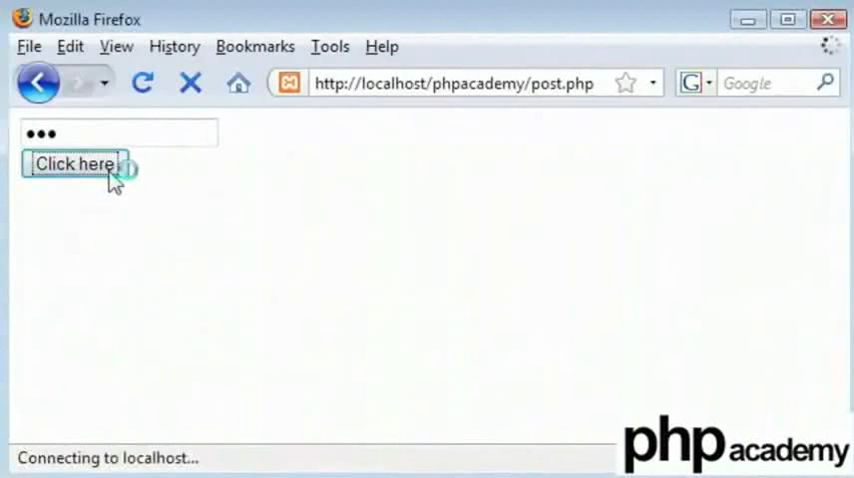 Mozilla Firefox
File Edit View History Bookmarks Tools Help
http://localhost/phpacademy/post.php
G Google
•••
Click here
Connecting to localhost...
php academy